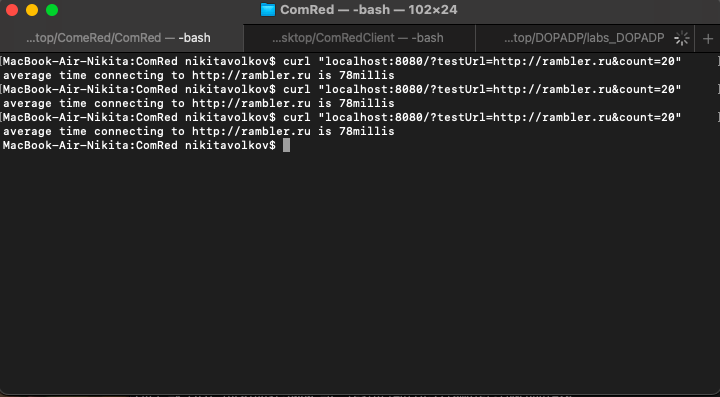 ComRed — -bash — 102×24
...top/ComeRed/ComRed — -bash
...sktop/ComRedClient — -bash
...top/DOPADP/labs_DOPADP
+
[MacBook-Air-Nikita:ComRed nikitavolkov$ curl "localhost:8080/?testUrl=http://rambler.ru&count=20" ]
average time connecting to http://rambler.ru is 78millis
[MacBook-Air-Nikita:ComRed nikitavolkov$ curl "localhost:8080/?testUrl=http://rambler.ru&count=20" ]
average time connecting to http://rambler.ru is 78millis
[MacBook-Air-Nikita:ComRed nikitavolkov$ curl "localhost:8080/?testUrl=http://rambler.ru&count=20" ]
average time connecting to http://rambler.ru is 78millis
MacBook-Air-Nikita:ComRed nikitavolkov$